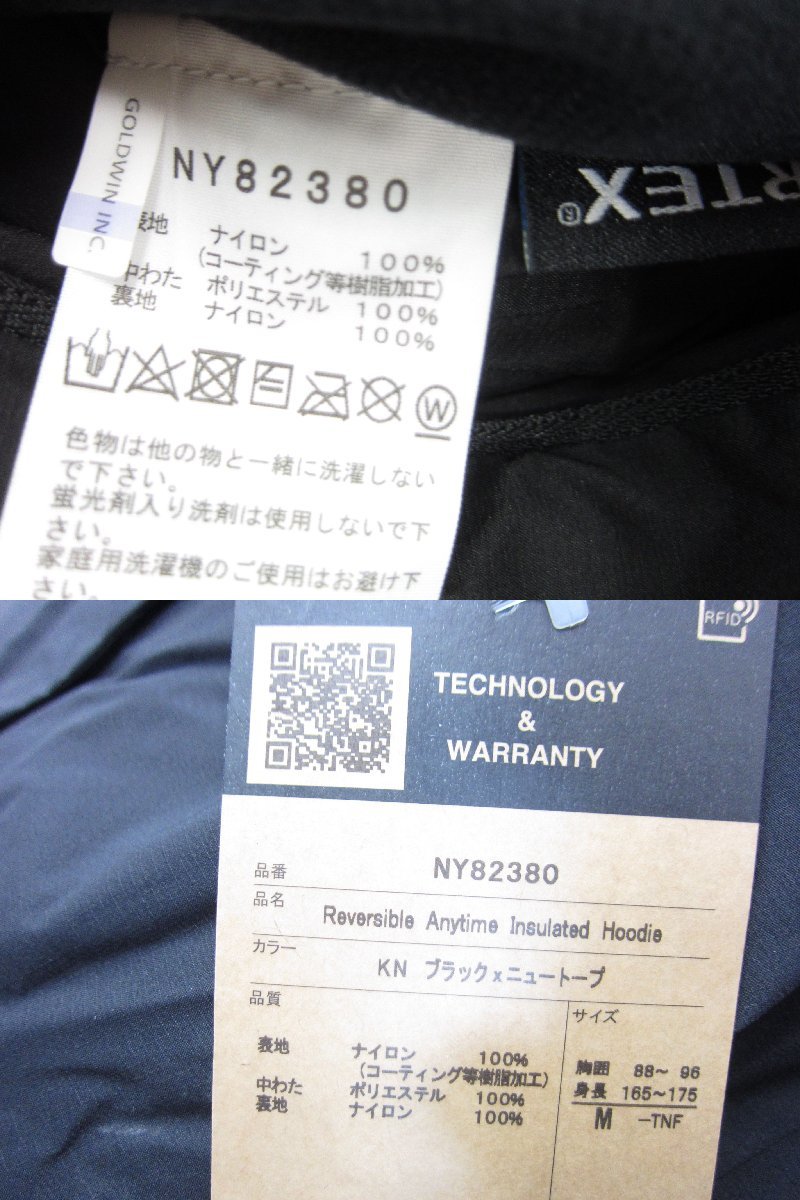 GOLDWIN INC.
NY82380
RTEX®
表地 ナイロン 100%
(コーティング等樹脂加工)
中わた ポリエステル 100%
裏地 ナイロン 100%
W
色物は他の物と一緒に洗濯しない
で下さい。
蛍光剤入り洗剤は使用しないで下
さい。
家庭用洗濯機のご使用はお避け下
さい。
RFID
TECHNOLOGY
&
WARRANTY
品番 NY82380
品名 Reversible Anytime Insulated Hoodie
カラー KN ブラックxニュートープ
品質
表地 ナイロン 100%
(コーティング等樹脂加工)
中わた ポリエステル 100%
裏地 ナイロン 100%
サイズ
胸囲 88~ 96
身長 165~175
M -TNF